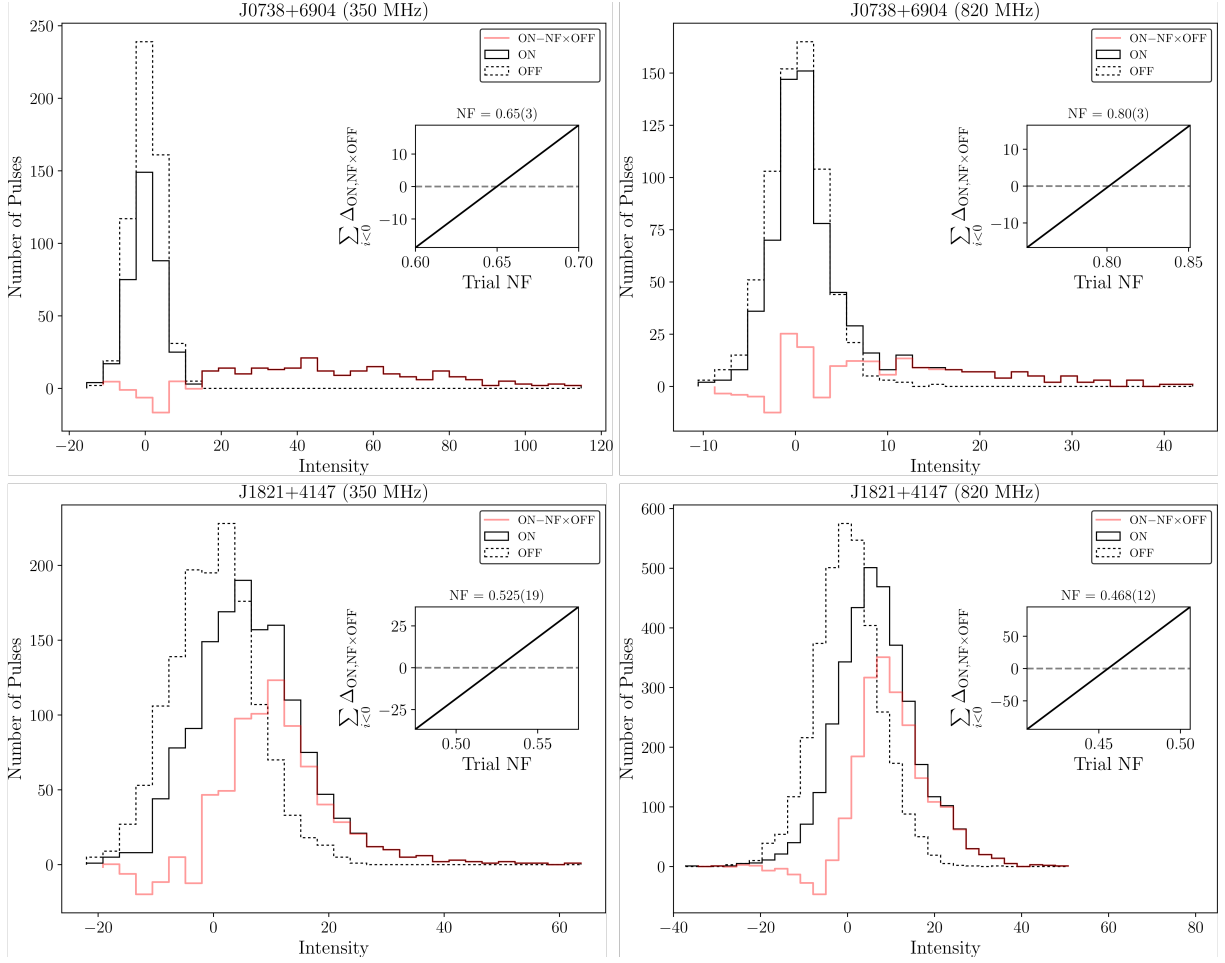 J0738+6904 (350 MHz)
ON−NF×OFF
ON
OFF
NF = 0.65(3)
∑ Δ_ON,NF×OFF
i<0
10
0
−10
0.60 0.65 0.70
Trial NF
Number of Pulses
250
200
150
100
50
0
−20 0 20 40 60 80 100 120
Intensity
J0738+6904 (820 MHz)
ON−NF×OFF
ON
OFF
NF = 0.80(3)
∑ Δ_ON,NF×OFF
i<0
10
0
−10
0.80 0.85
Trial NF
Number of Pulses
150
125
100
75
50
25
0
−10 0 10 20 30 40
Intensity
J1821+4147 (350 MHz)
ON−NF×OFF
ON
OFF
NF = 0.525(19)
∑ Δ_ON,NF×OFF
i<0
25
0
−25
0.50 0.55
Trial NF
Number of Pulses
200
150
100
50
0
−20 0 20 40 60
Intensity
J1821+4147 (820 MHz)
ON−NF×OFF
ON
OFF
NF = 0.468(12)
∑ Δ_ON,NF×OFF
i<0
50
0
−50
0.45 0.50
Trial NF
Number of Pulses
600
500
400
300
200
100
0
−40 −20 0 20 40 60 80
Intensity